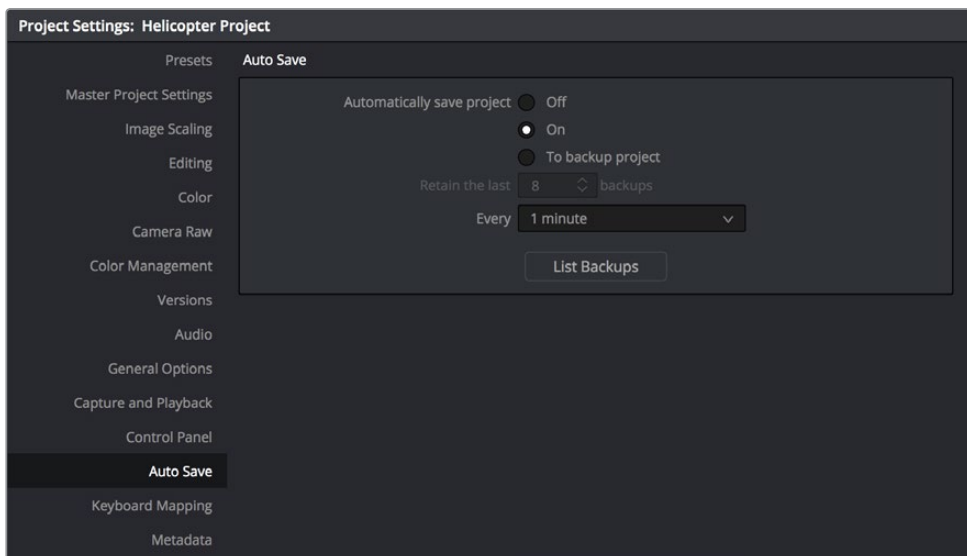 Project Settings: Helicopter Project
Presets
Master Project Settings
Image Scaling
Editing
Color
Camera Raw
Color Management
Versions
Audio
General Options
Capture and Playback
Control Panel
Auto Save
Keyboard Mapping
Metadata
Auto Save
Automatically save project Off
On
To backup project
Retain the last 8 backups
Every 1 minute
List Backups